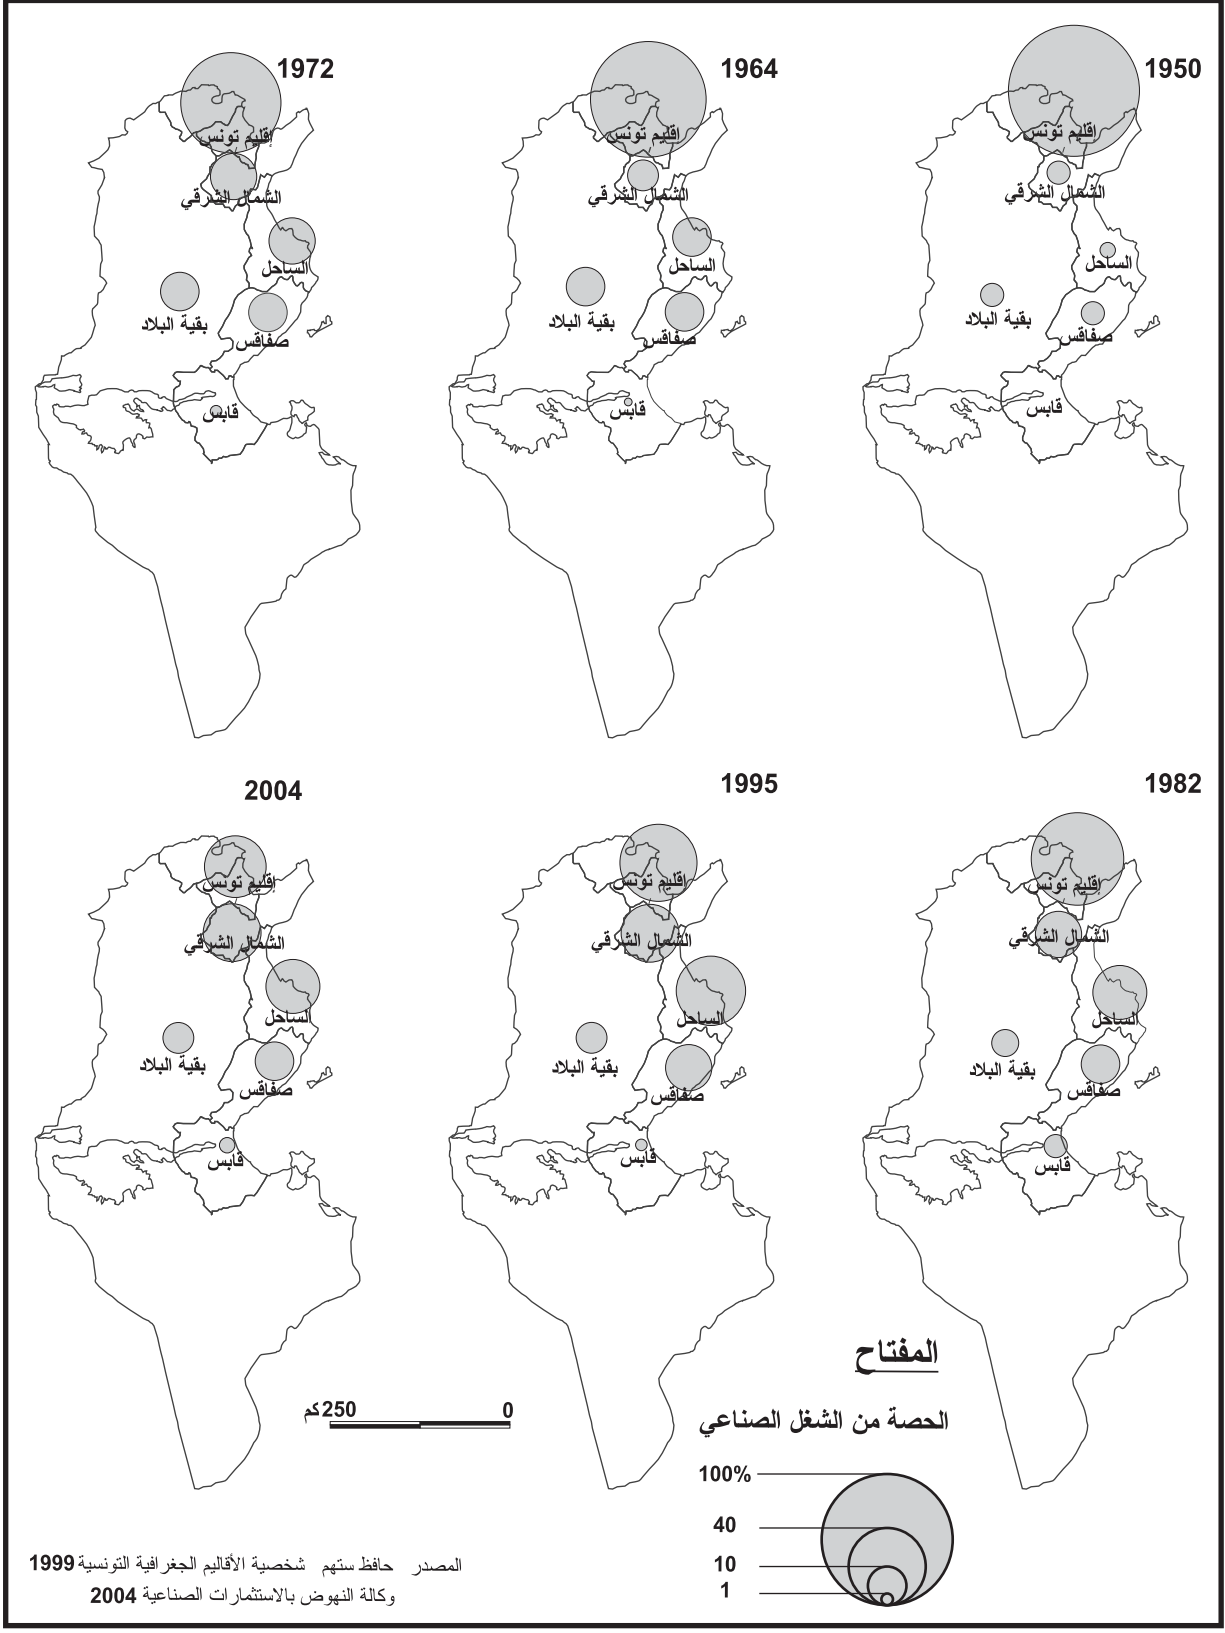 1950
إقليم تونس
الشمال الشرقي
الساحل
بقية البلاد
صفاقس
قابس
1964
إقليم تونس
الشمال الشرقي
الساحل
بقية البلاد
صفاقس
قابس
1972
إقليم تونس
الشمال الشرقي
الساحل
بقية البلاد
صفاقس
قابس
1982
إقليم تونس
الشمال الشرقي
الساحل
بقية البلاد
صفاقس
قابس
1995
إقليم تونس
الشمال الشرقي
الساحل
بقية البلاد
صفاقس
قابس
2004
إقليم تونس
الشمال الشرقي
الساحل
بقية البلاد
صفاقس
قابس
المفتاح
الحصة من الشغل الصناعي
100%
40
10
1
0 250 كم
المصدر حافظ ستهم شخصية الأقاليم الجغرافية التونسية 1999
وكالة النهوض بالاستثمارات الصناعية 2004